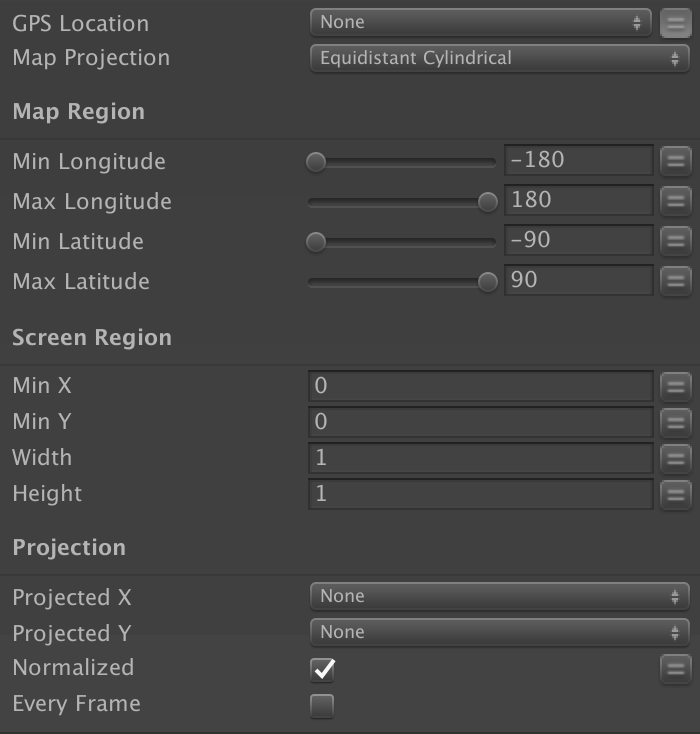 GPS Location None
Map Projection Equidistant Cylindrical
Map Region
Min Longitude -180
Max Longitude 180
Min Latitude -90
Max Latitude 90
Screen Region
Min X 0
Min Y 0
Width 1
Height 1
Projection
Projected X None
Projected Y None
Normalized
Every Frame